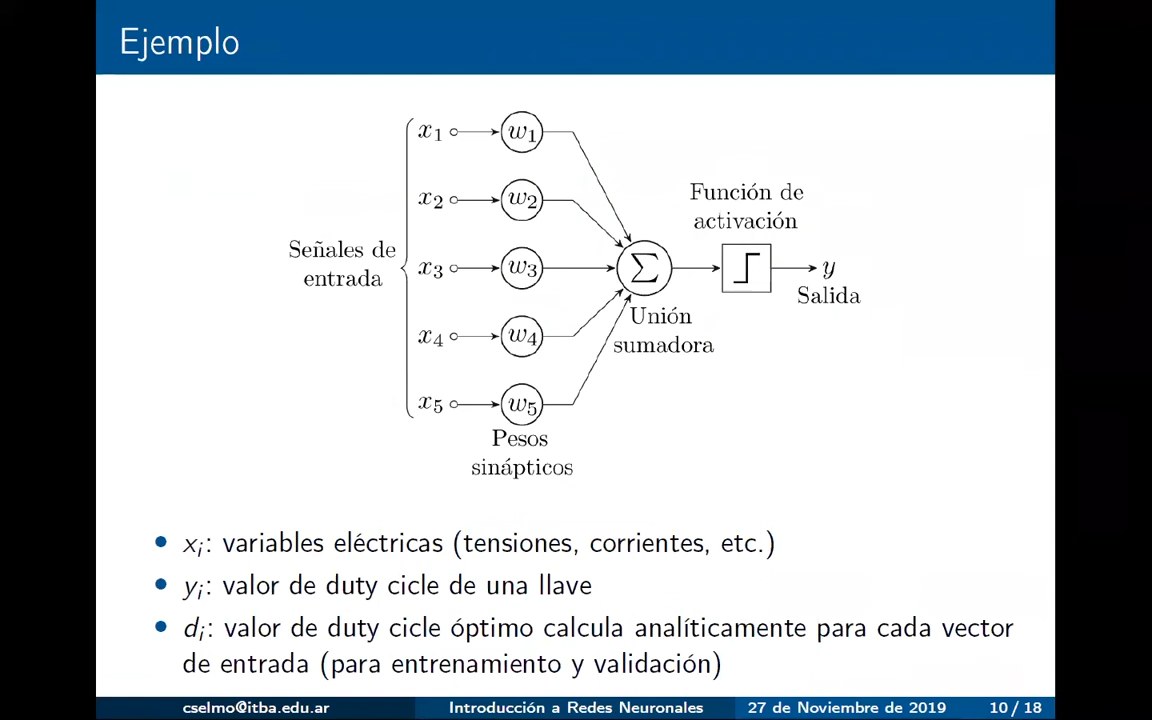 Ejemplo
x1
w1
x2
w2
Función de
activación
Señales de
entrada
x3
w3
Σ
y
Salida
Unión
sumadora
x4
w4
x5
w5
Pesos
sinápticos
• xi: variables eléctricas (tensiones, corrientes, etc.)
• yi: valor de duty cicle de una llave
• di: valor de duty cicle óptimo calcula analíticamente para cada vector
de entrada (para entrenamiento y validación)
cselmo@itba.edu.ar Introducción a Redes Neuronales 27 de Noviembre de 2019 10 / 18